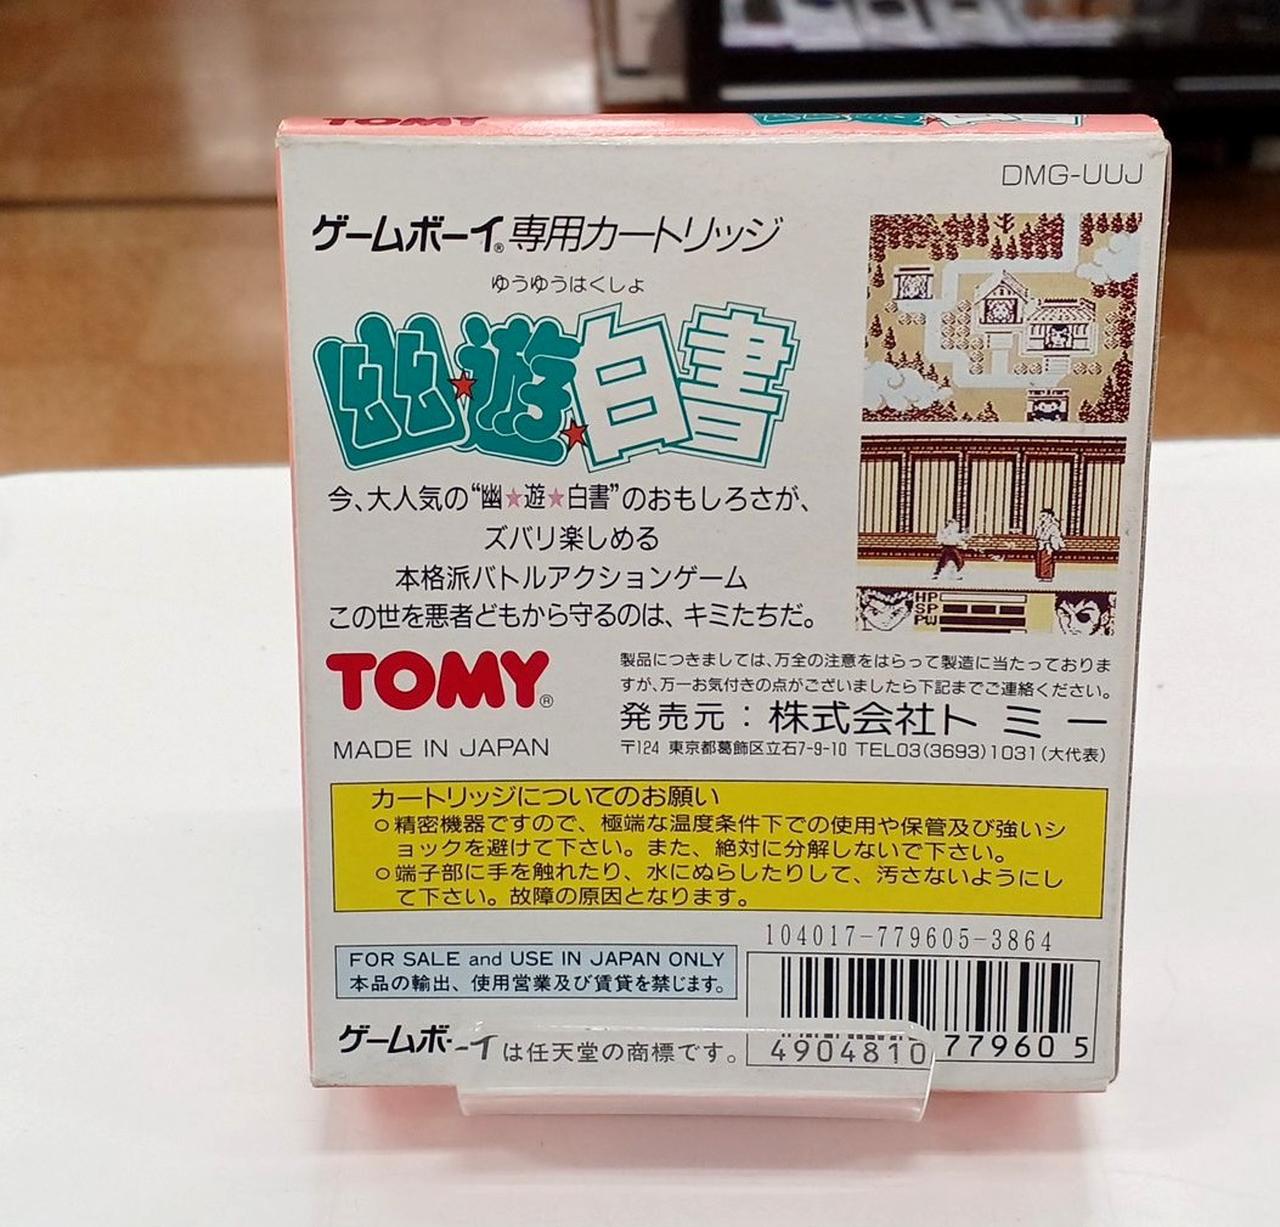 TOMY
DMG-UUJ
ゲームボーイ®専用カートリッジ
ゆうゆうはくしょ
幽★遊★白書
今、大人気の“幽★遊★白書”のおもしろさが、
ズバリ楽しめる
本格派バトルアクションゲーム
この世を悪者どもから守るのは、キミたちだ。
HP
SP
PW
TOMY®
MADE IN JAPAN
製品につきましては、万全の注意をはらって製造に当たっておりま
すが、万一お気付きの点がございましたら下記までご連絡ください。
発売元：株式会社トミー
〒124 東京都葛飾区立石7-9-10 TEL03(3693)1031(大代表)
カートリッジについてのお願い
○精密機器ですので、極端な温度条件下での使用や保管及び強いシ
ョックを避けて下さい。また、絶対に分解しないで下さい。
○端子部に手を触れたり、水にぬらしたりして、汚さないようにし
て下さい。故障の原因となります。
104017-779605-3864
FOR SALE and USE IN JAPAN ONLY
本品の輸出、使用営業及び賃貸を禁じます。
ゲームボーイは任天堂の商標です。
4904810779605